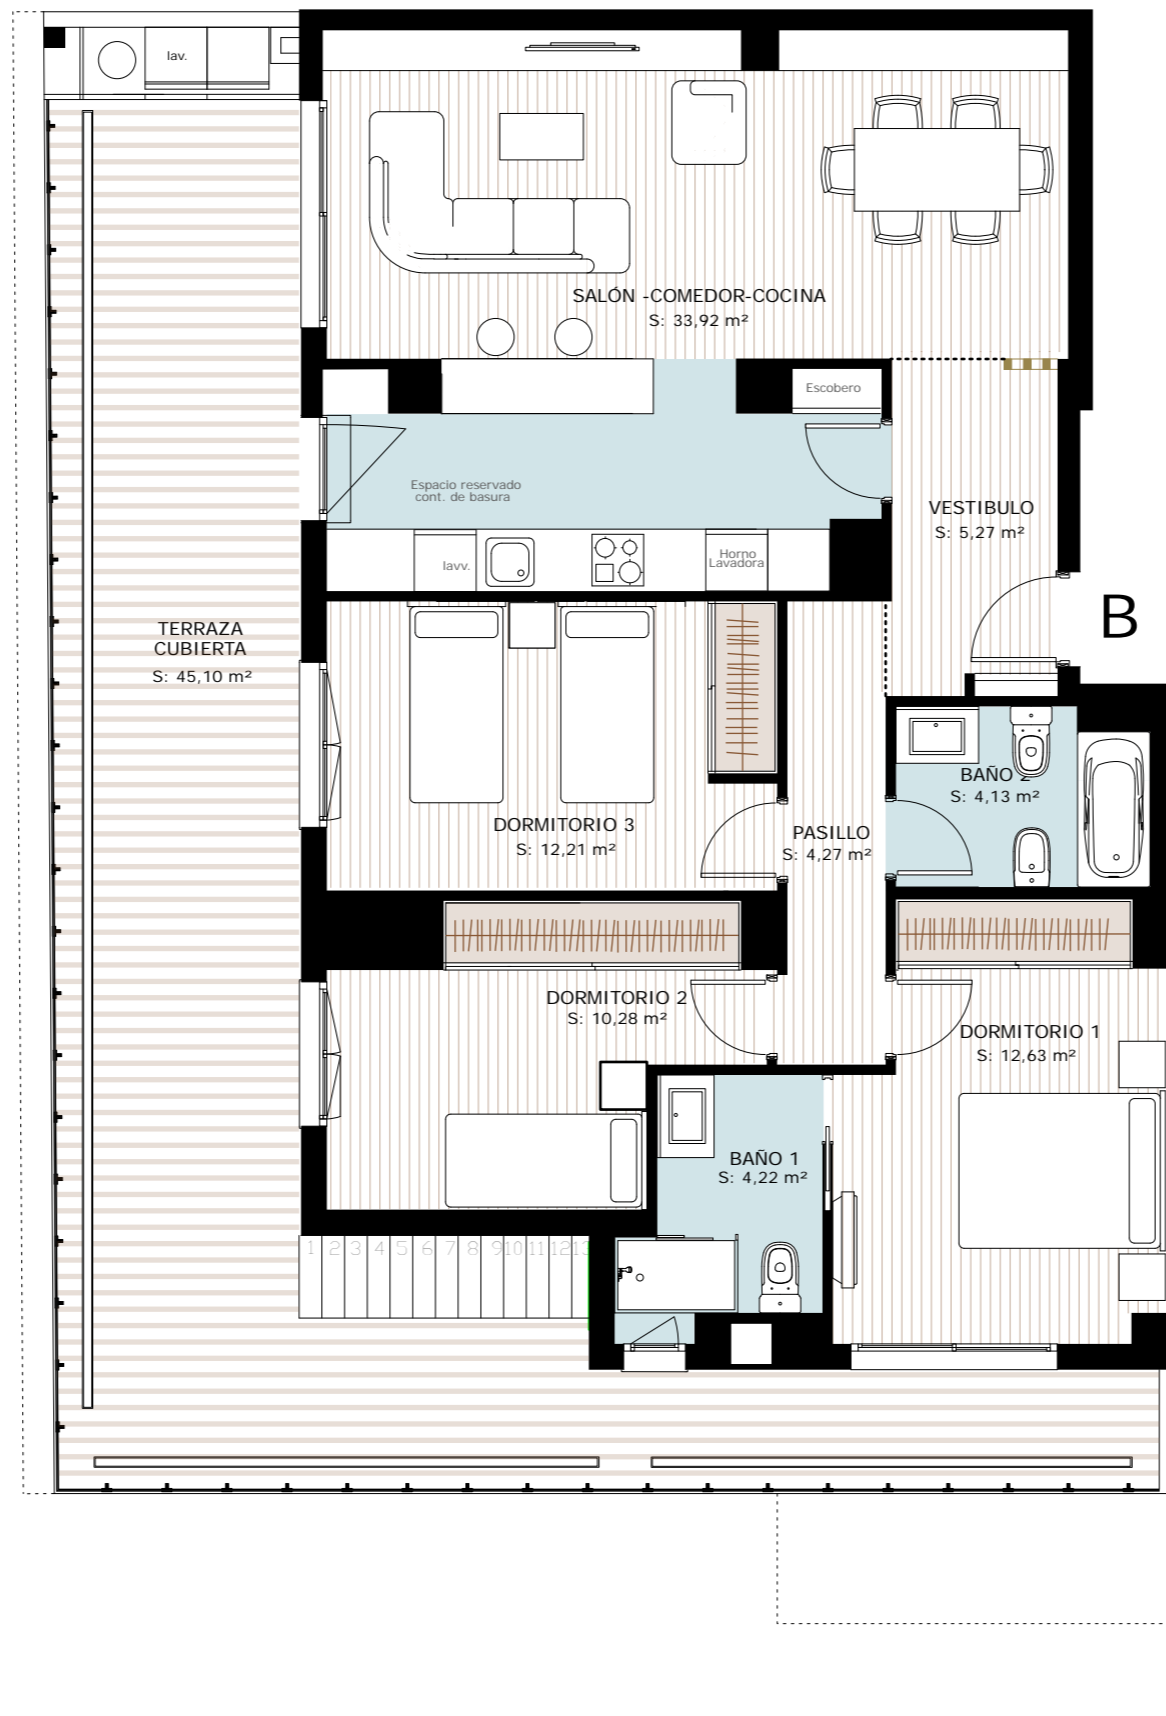 lav.
SALÓN -COMEDOR-COCINA
S: 33,92 m²
Escobero
Espacio reservado
cont. de basura
VESTIBULO
S: 5,27 m²
lavv.
Horno
Lavadora
B
TERRAZA
CUBIERTA
S: 45,10 m²
BAÑO 2
S: 4,13 m²
DORMITORIO 3
S: 12,21 m²
PASILLO
S: 4,27 m²
DORMITORIO 2
S: 10,28 m²
DORMITORIO 1
S: 12,63 m²
BAÑO 1
S: 4,22 m²
1 2 3 4 5 6 7 8 9 10 11 12 13